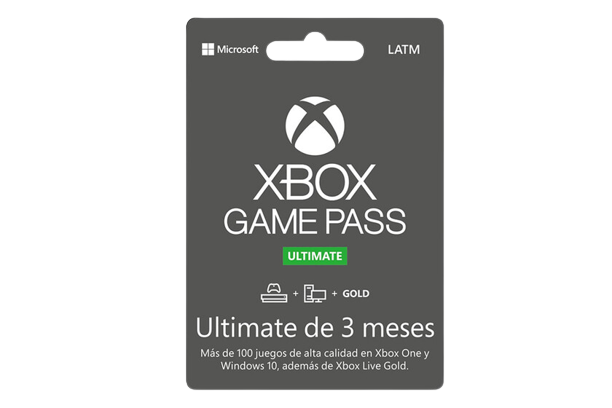 Microsoft LATM
XBOX
GAME PASS
ULTIMATE
+ + GOLD
Ultimate de 3 meses
Más de 100 juegos de alta calidad en Xbox One y
Windows 10, además de Xbox Live Gold.